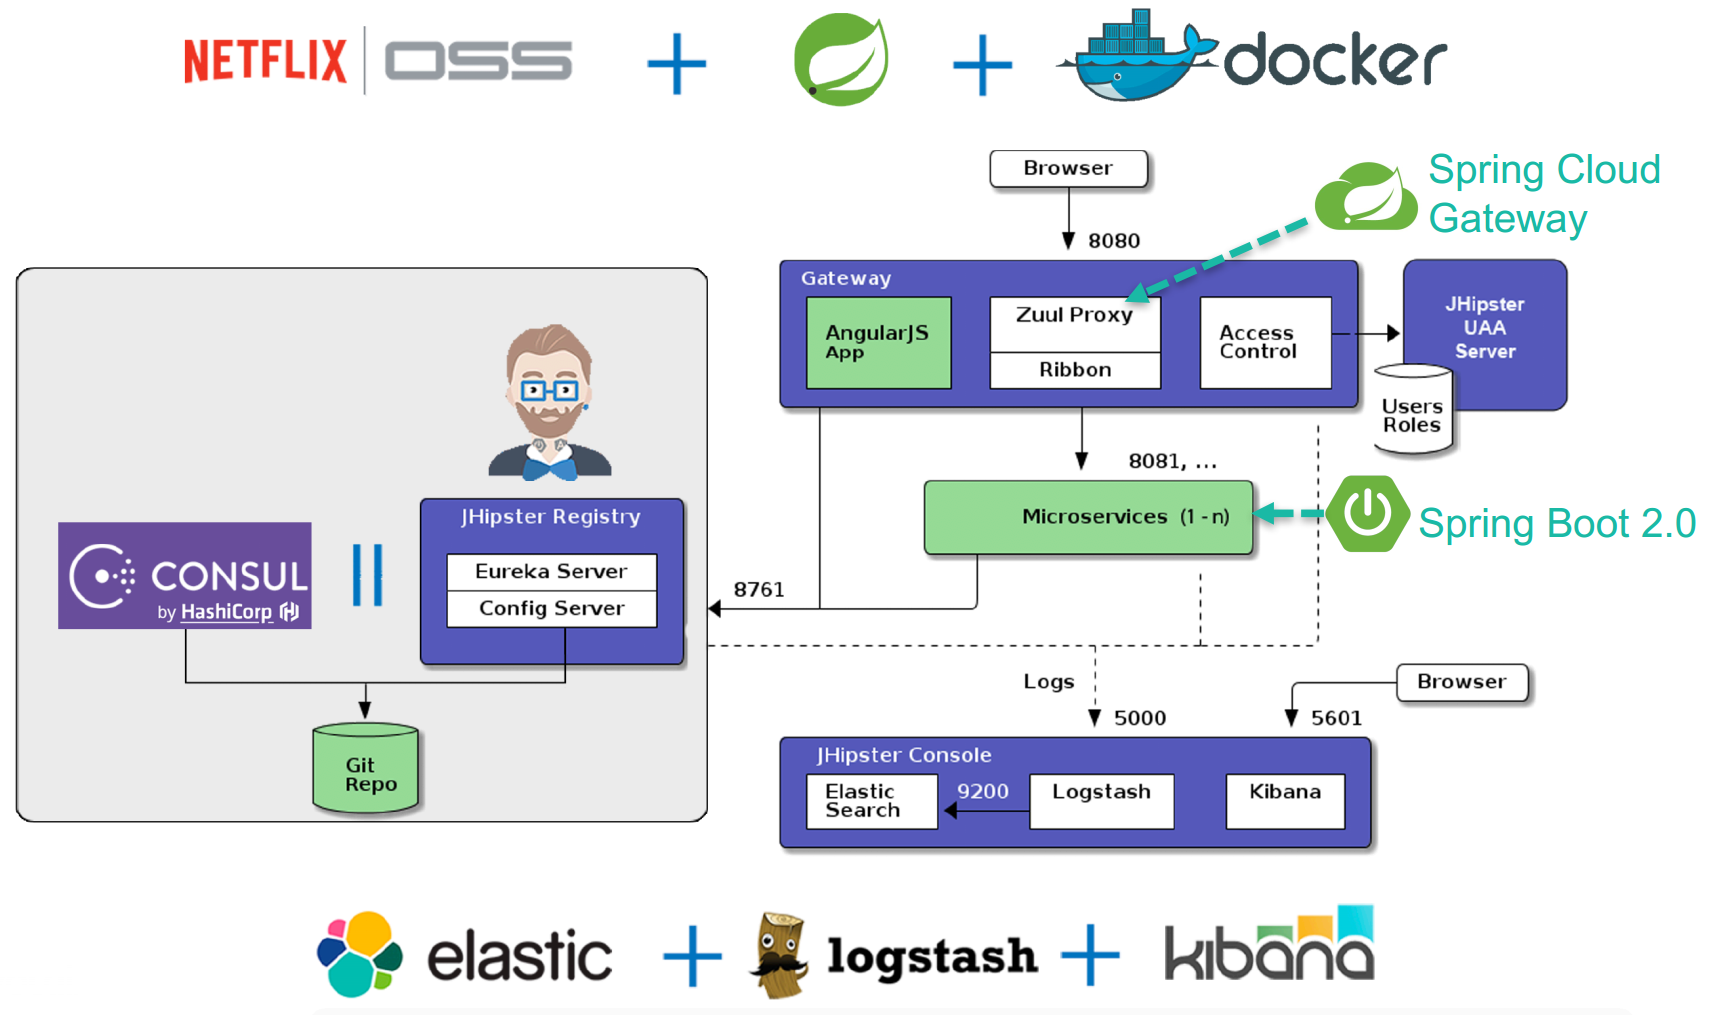 NETFLIX OSS
docker
Browser
Spring Cloud
Gateway
8080
Gateway
AngularJS
App
Zuul Proxy
Ribbon
Access
Control
JHipster
UAA
Server
Users
Roles
8081, ...
Microservices (1 - n)
Spring Boot 2.0
JHipster Registry
Eureka Server
Config Server
CONSUL
by HashiCorp
8761
Git
Repo
Logs
5000
Browser
5601
JHipster Console
Elastic
Search
9200
Logstash
Kibana
elastic
logstash
kibana